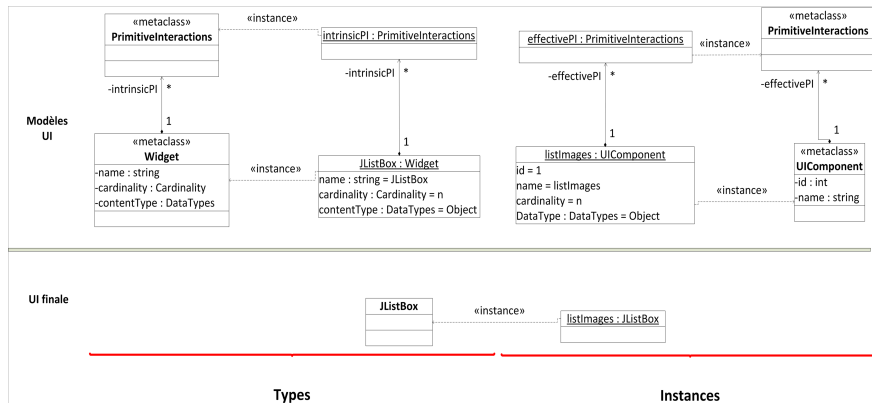 «metaclass»
PrimitiveInteractions
«instance»
intrinsicPI : PrimitiveInteractions
effectivePI : PrimitiveInteractions
«instance»
«metaclass»
PrimitiveInteractions
-intrinsicPI *
-intrinsicPI *
-effectivePI *
-effectivePI *
Modèles
UI
1
1
1
1
«metaclass»
Widget
-name : string
-cardinality : Cardinality
-contentType : DataTypes
«instance»
JListBox : Widget
name : string = JListBox
cardinality : Cardinality = n
contentType : DataTypes = Object
listImages : UIComponent
id = 1
name = listImages
cardinality = n
DataType : DataTypes = Object
«instance»
«metaclass»
UIComponent
-id : int
-name : string
UI finale
JListBox
«instance»
listImages : JListBox
Types
Instances